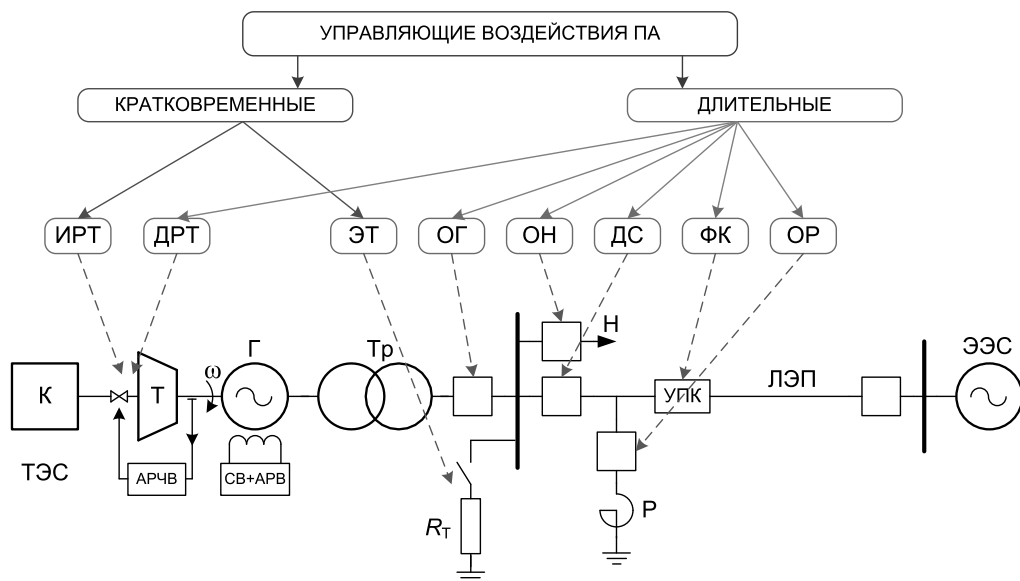 УПРАВЛЯЮЩИЕ ВОЗДЕЙСТВИЯ ПА
КРАТКОВРЕМЕННЫЕ
ДЛИТЕЛЬНЫЕ
ИРТ
ДРТ
ЭТ
ОГ
ОН
ДС
ФК
ОР
Н
Г
Тр
ЭЭС
ω
ЛЭП
К
Т
УПК
ТЭС
АРЧВ
СВ+АРВ
Р
Rт